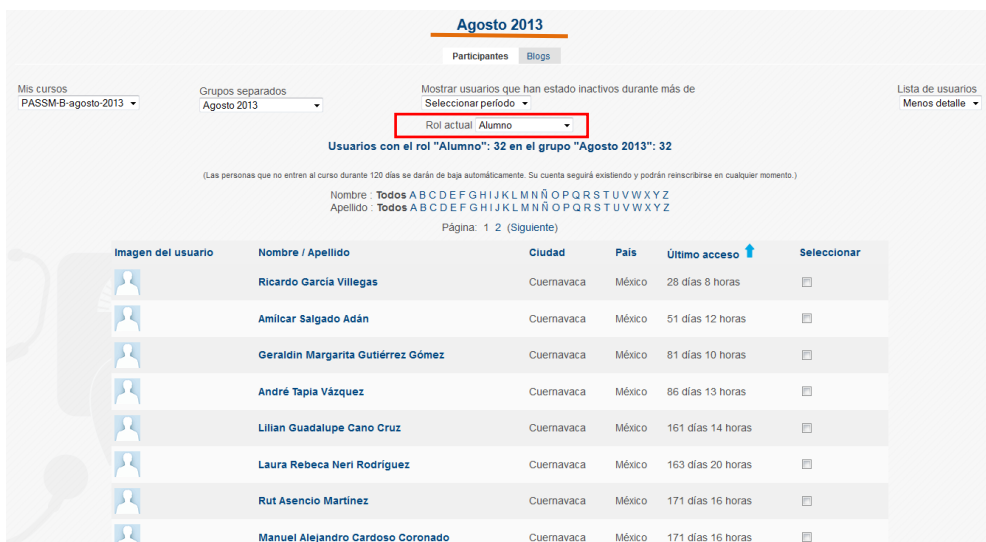 Agosto 2013
Participantes Blogs
Mis cursos Grupos separados Mostrar usuarios que han estado inactivos durante más de Lista de usuarios
PASSM-B-agosto-2013 Agosto 2013 Seleccionar período Menos detalle
Rol actual Alumno
Usuarios con el rol "Alumno": 32 en el grupo "Agosto 2013": 32
(Las personas que no entren al curso durante 120 días se darán de baja automáticamente. Su cuenta seguirá existiendo y podrán reinscribirse en cualquier momento.)
Nombre : Todos A B C D E F G H I J K L M N Ñ O P Q R S T U V W X Y Z
Apellido : Todos A B C D E F G H I J K L M N Ñ O P Q R S T U V W X Y Z
Página: 1 2 (Siguiente)
Imagen del usuario Nombre / Apellido Ciudad País Último acceso Seleccionar
Ricardo García Villegas Cuernavaca México 28 días 8 horas
Amílcar Salgado Adán Cuernavaca México 51 días 12 horas
Geraldin Margarita Gutiérrez Gómez Cuernavaca México 81 días 10 horas
André Tapia Vázquez Cuernavaca México 86 días 13 horas
Lilian Guadalupe Cano Cruz Cuernavaca México 161 días 14 horas
Laura Rebeca Neri Rodríguez Cuernavaca México 163 días 20 horas
Rut Asencio Martínez Cuernavaca México 171 días 16 horas
Manuel Alejandro Cardoso Coronado Cuernavaca México 171 días 16 horas